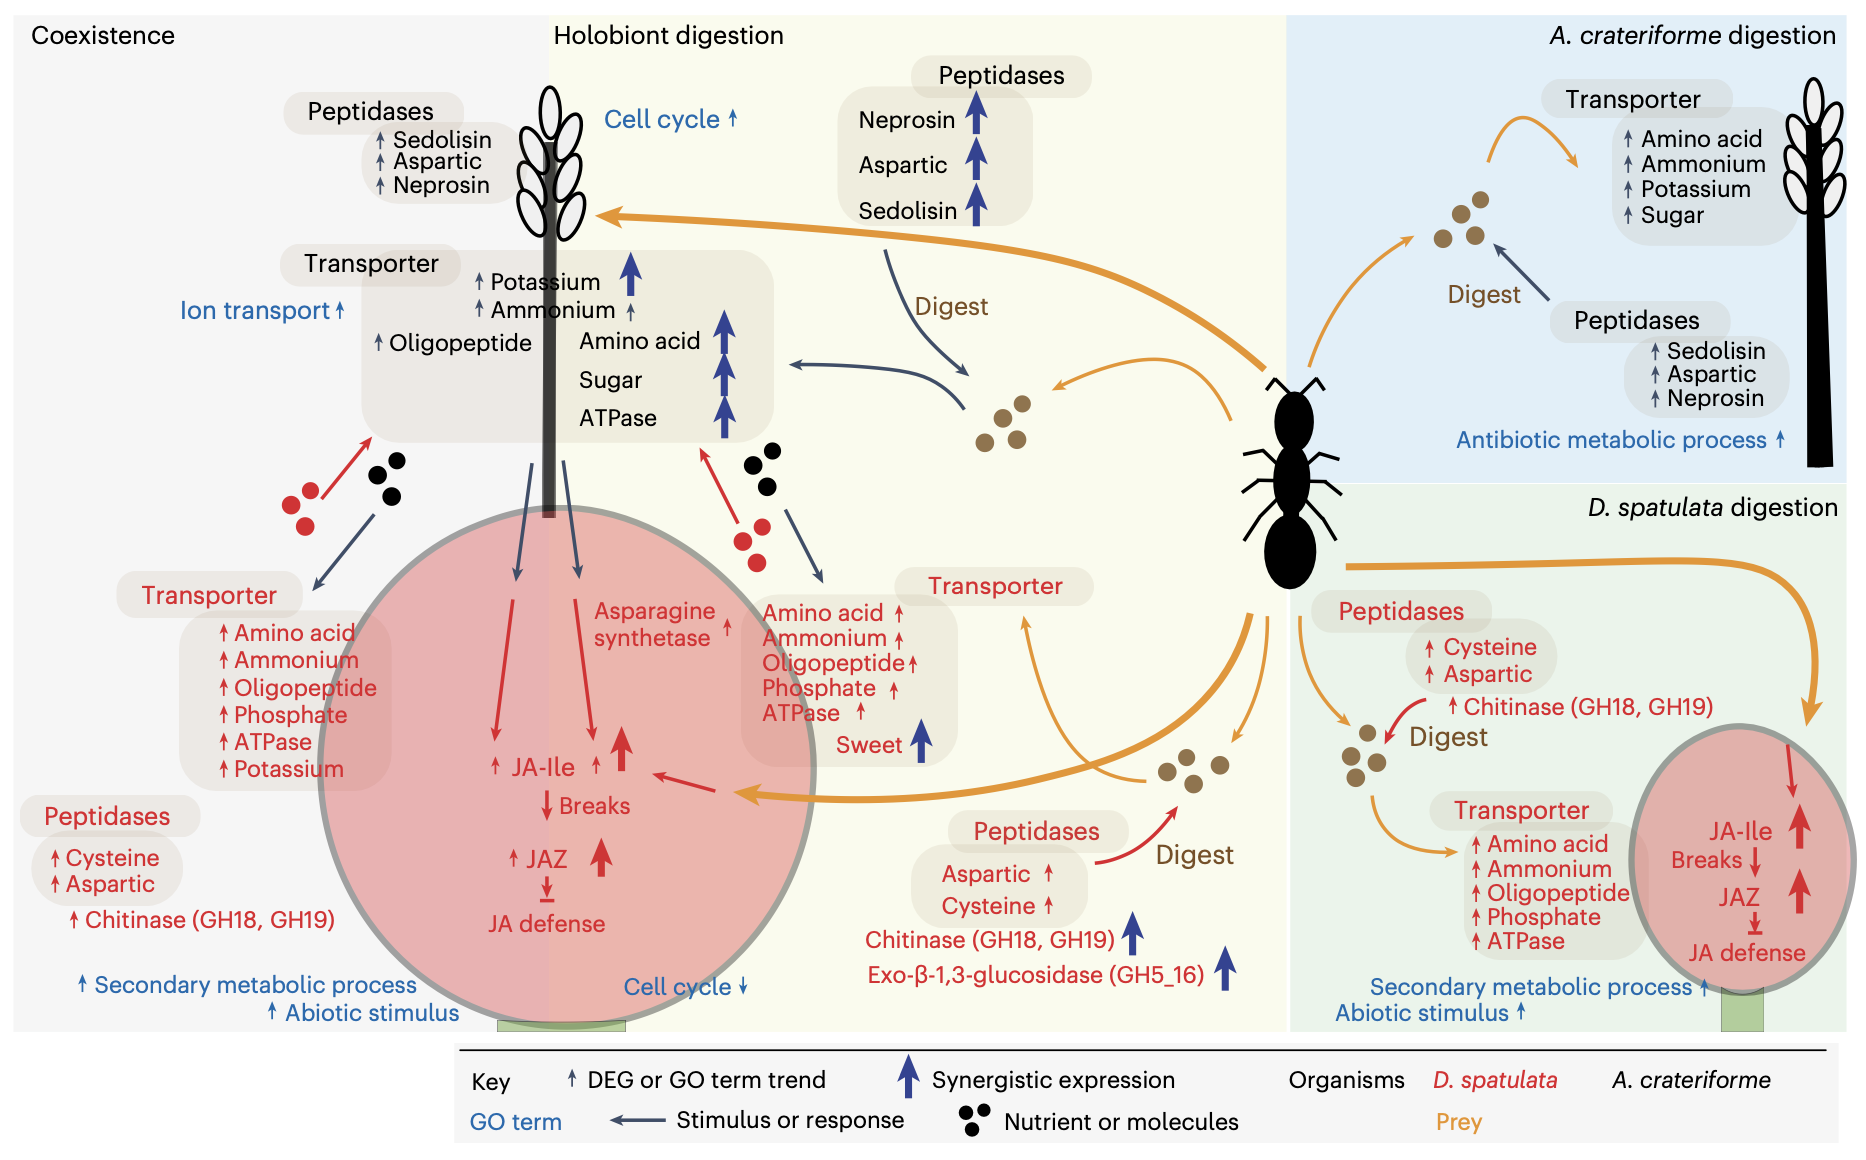 Coexistence
Peptidases
Sedolisin
Aspartic
Neprosin
Transporter
Ion transport
Potassium
Ammonium
Oligopeptide
Amino acid
Sugar
ATPase
Transporter
Amino acid
Ammonium
Oligopeptide
Phosphate
ATPase
Potassium
Peptidases
Cysteine
Aspartic
Chitinase (GH18, GH19)
Secondary metabolic process
Abiotic stimulus
Holobiont digestion
Cell cycle
Peptidases
Neprosin
Aspartic
Sedolisin
Digest
Asparagine
synthetase
JA-Ile
Breaks
JAZ
JA defense
Cell cycle
Transporter
Amino acid
Ammonium
Oligopeptide
Phosphate
ATPase
Sweet
Peptidases
Aspartic
Cysteine
Digest
Chitinase (GH18, GH19)
Exo-β-1,3-glucosidase (GH5_16)
A. crateriforme digestion
Transporter
Amino acid
Ammonium
Potassium
Sugar
Digest
Peptidases
Sedolisin
Aspartic
Neprosin
Antibiotic metabolic process
D. spatulata digestion
Peptidases
Cysteine
Aspartic
Chitinase (GH18, GH19)
Digest
Transporter
Amino acid
Ammonium
Oligopeptide
Phosphate
ATPase
JA-Ile
Breaks
JAZ
JA defense
Secondary metabolic process
Abiotic stimulus
Key DEG or GO term trend Synergistic expression Organisms D. spatulata A. crateriforme
GO term Stimulus or response Nutrient or molecules Prey